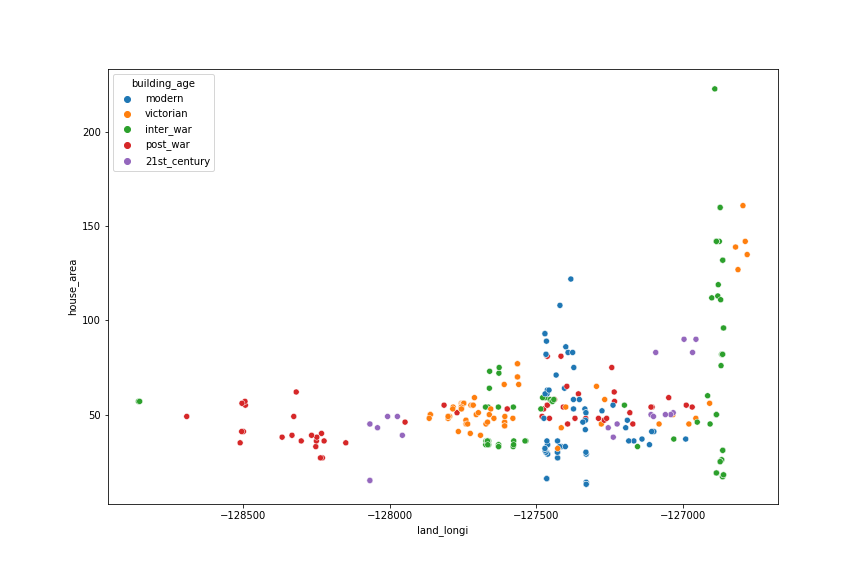 building_age
modern
victorian
inter_war
post_war
21st_century
house_area
200
150
100
50
−128500
−128000
−127500
−127000
land_longi